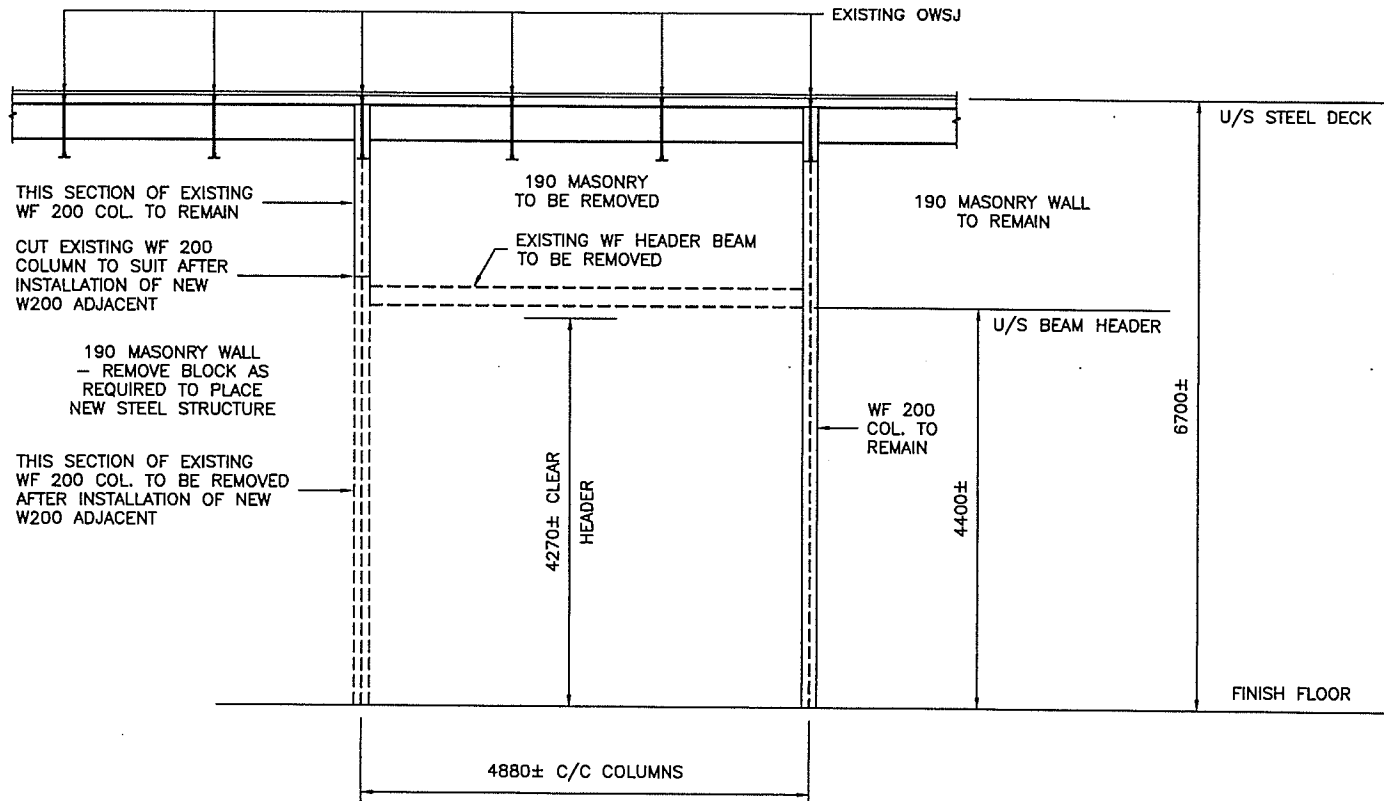 EXISTING OWSJ
U/S STEEL DECK
THIS SECTION OF EXISTING
WF 200 COL. TO REMAIN
190 MASONRY
TO BE REMOVED
190 MASONRY WALL
TO REMAIN
CUT EXISTING WF 200
COLUMN TO SUIT AFTER
INSTALLATION OF NEW
W200 ADJACENT
EXISTING WF HEADER BEAM
TO BE REMOVED
U/S BEAM HEADER
190 MASONRY WALL
– REMOVE BLOCK AS
REQUIRED TO PLACE
NEW STEEL STRUCTURE
WF 200
COL. TO
REMAIN
THIS SECTION OF EXISTING
WF 200 COL. TO BE REMOVED
AFTER INSTALLATION OF NEW
W200 ADJACENT
4270± CLEAR
HEADER
4400±
6700±
FINISH FLOOR
4880± C/C COLUMNS